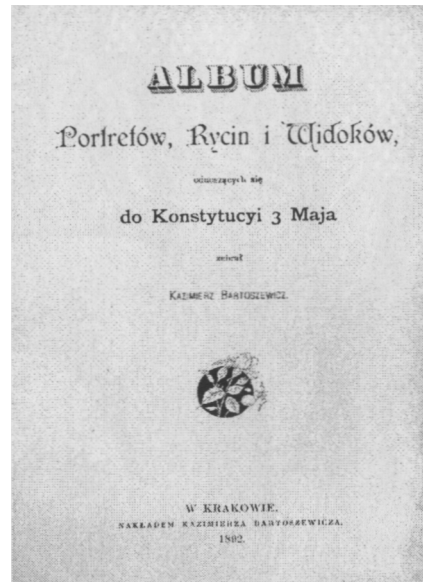 ALBUM
Portretów, Rycin i Widoków,
odnoszących się
do Konstytucyi 3 Maja
zebrał
KAZIMIERZ BARTOSZEWICZ.
W KRAKOWIE,
NAKŁADEM KAZIMIERZA BARTOSZEWICZA,
1892.